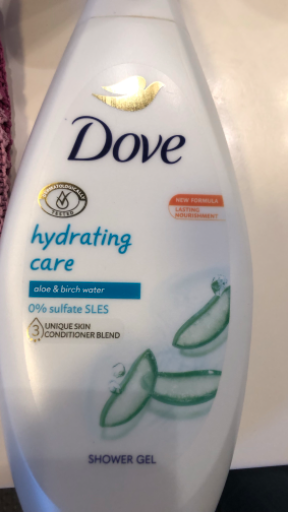 Dove
DERMATOLOGICALLY
TESTED
NEW FORMULA
LASTING
NOURISHMENT
hydrating
care
aloe & birch water
0% sulfate SLES
3 UNIQUE SKIN
CONDITIONER BLEND
SHOWER GEL